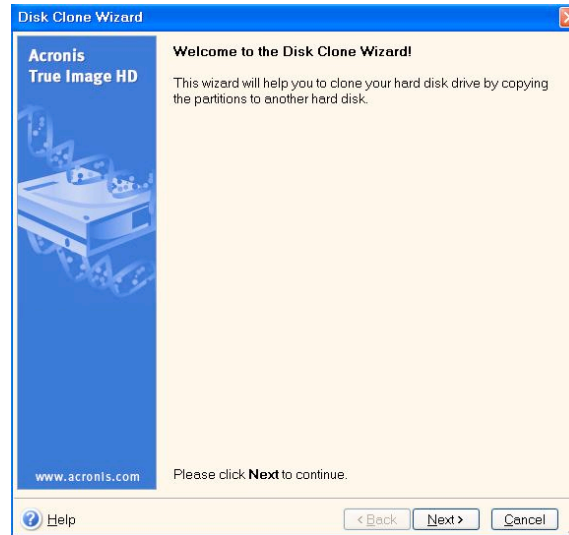 Disk Clone Wizard
Acronis
True Image HD
Welcome to the Disk Clone Wizard!
This wizard will help you to clone your hard disk drive by copying
the partitions to another hard disk.
www.acronis.com
Please click Next to continue.
Help
< Back
Next >
Cancel